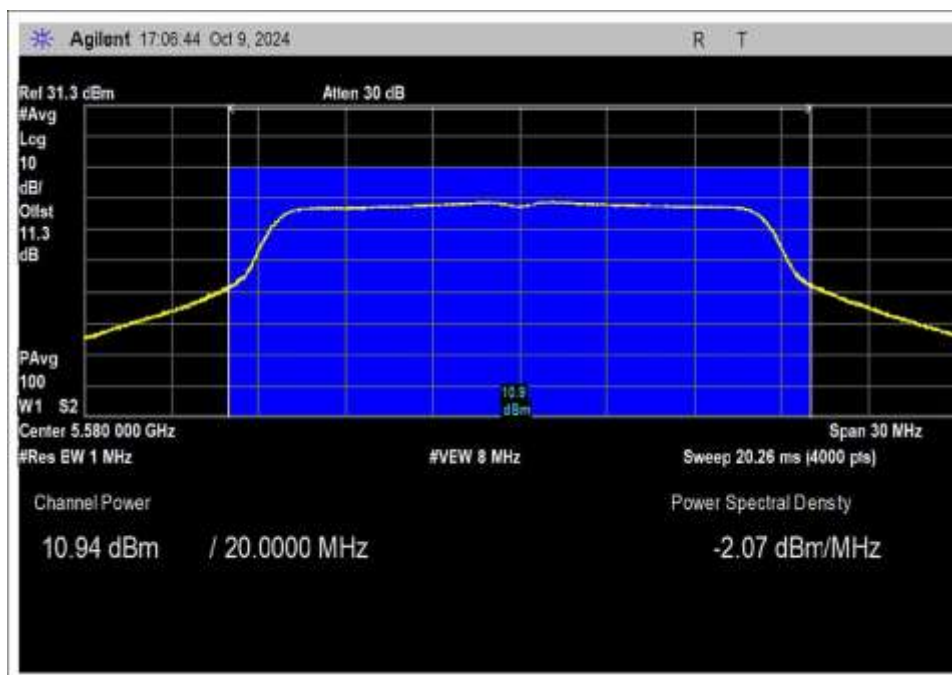 Agilent 17:06:44 Oct 9, 2024 R T
Ref 31.3 dBm Atten 30 dB
#Avg
Log
10
dB/
Offst
11.3
dB
PAvg
100
W1 S2
10.9
dBm
Center 5.580 000 GHz Span 30 MHz
#Res BW 1 MHz #VBW 8 MHz Sweep 20.26 ms (4000 pts)
Channel Power Power Spectral Density
10.94 dBm / 20.0000 MHz -2.07 dBm/MHz